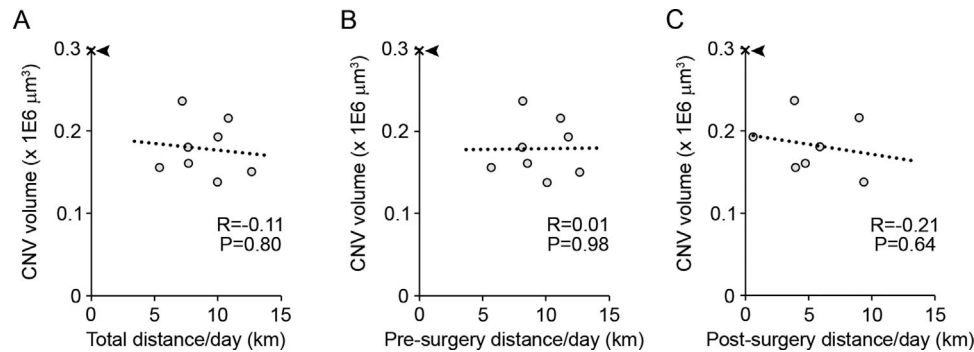 A
CNV volume (x 1E6 µm³)
0.3
0.2
0.1
0
R=-0.11
P=0.80
0 5 10 15
Total distance/day (km)
B
CNV volume (x 1E6 µm³)
0.3
0.2
0.1
0
R=0.01
P=0.98
0 5 10 15
Pre-surgery distance/day (km)
C
CNV volume (x 1E6 µm³)
0.3
0.2
0.1
0
R=-0.21
P=0.64
0 5 10 15
Post-surgery distance/day (km)